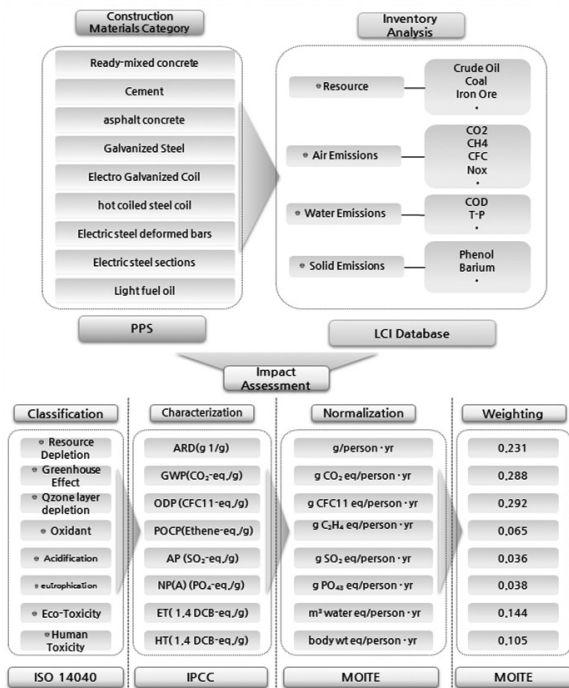 Construction
Materials Category
Inventory
Analysis
Ready-mixed concrete
Cement
asphalt concrete
Galvanized Steel
Electro Galvanized Coil
hot coiled steel coil
Electric steel deformed bars
Electric steel sections
Light fuel oil
Resource
Crude Oil
Coal
Iron Ore
Air Emissions
CO2
CH4
CFC
Nox
Water Emissions
COD
T-P
Solid Emissions
Phenol
Barium
PPS
LCI Database
Impact
Assessment
Classification
Resource
Depletion
Greenhouse
Effect
Qzone layer
depletion
Oxidant
Acidification
eutrophication
Eco-Toxicity
Human
Toxicity
ISO 14040
Characterization
ARD(g 1/g)
GWP(CO₂-eq,/g)
ODP (CFC11-eq,/g)
POCP(Ethene-eq,/g)
AP (SO₂-eq,/g)
NP(A) (PO₄-eq,/g)
ET( 1,4 DCB-eq,/g)
HT(1,4 DCB-eq,/g)
IPCC
Normalization
g/person·yr
g CO₂ eq/person·yr
g CFC11 eq/person·yr
g C₂H₄ eq/person·yr
g SO₂ eq/person·yr
g PO₄₃ eq/person·yr
m³ water eq/person·yr
body wt eq/person·yr
MOITE
Weighting
0,231
0,288
0,292
0,065
0,036
0,038
0,144
0,105
MOITE